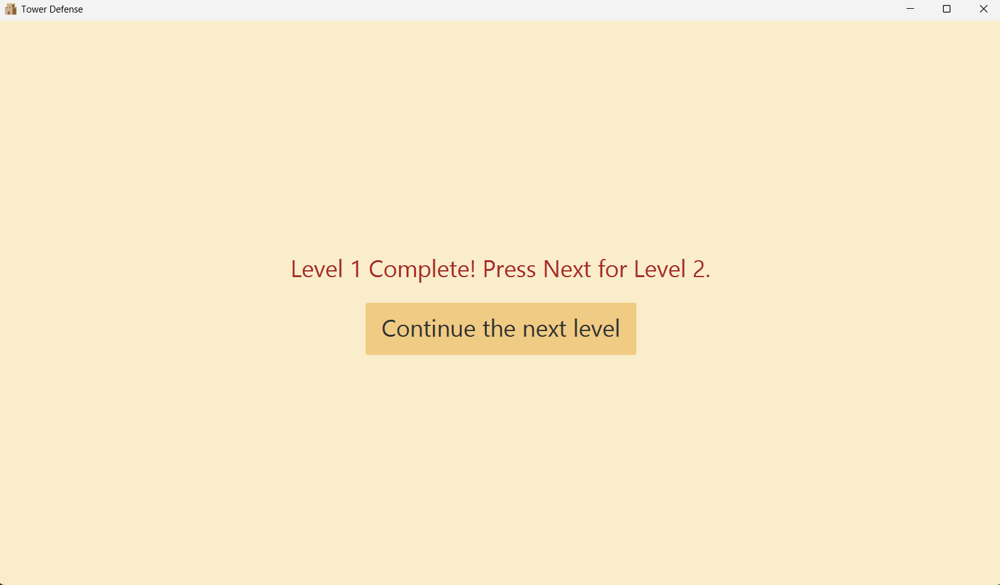 Tower Defense
Level 1 Complete! Press Next for Level 2.
Continue the next level